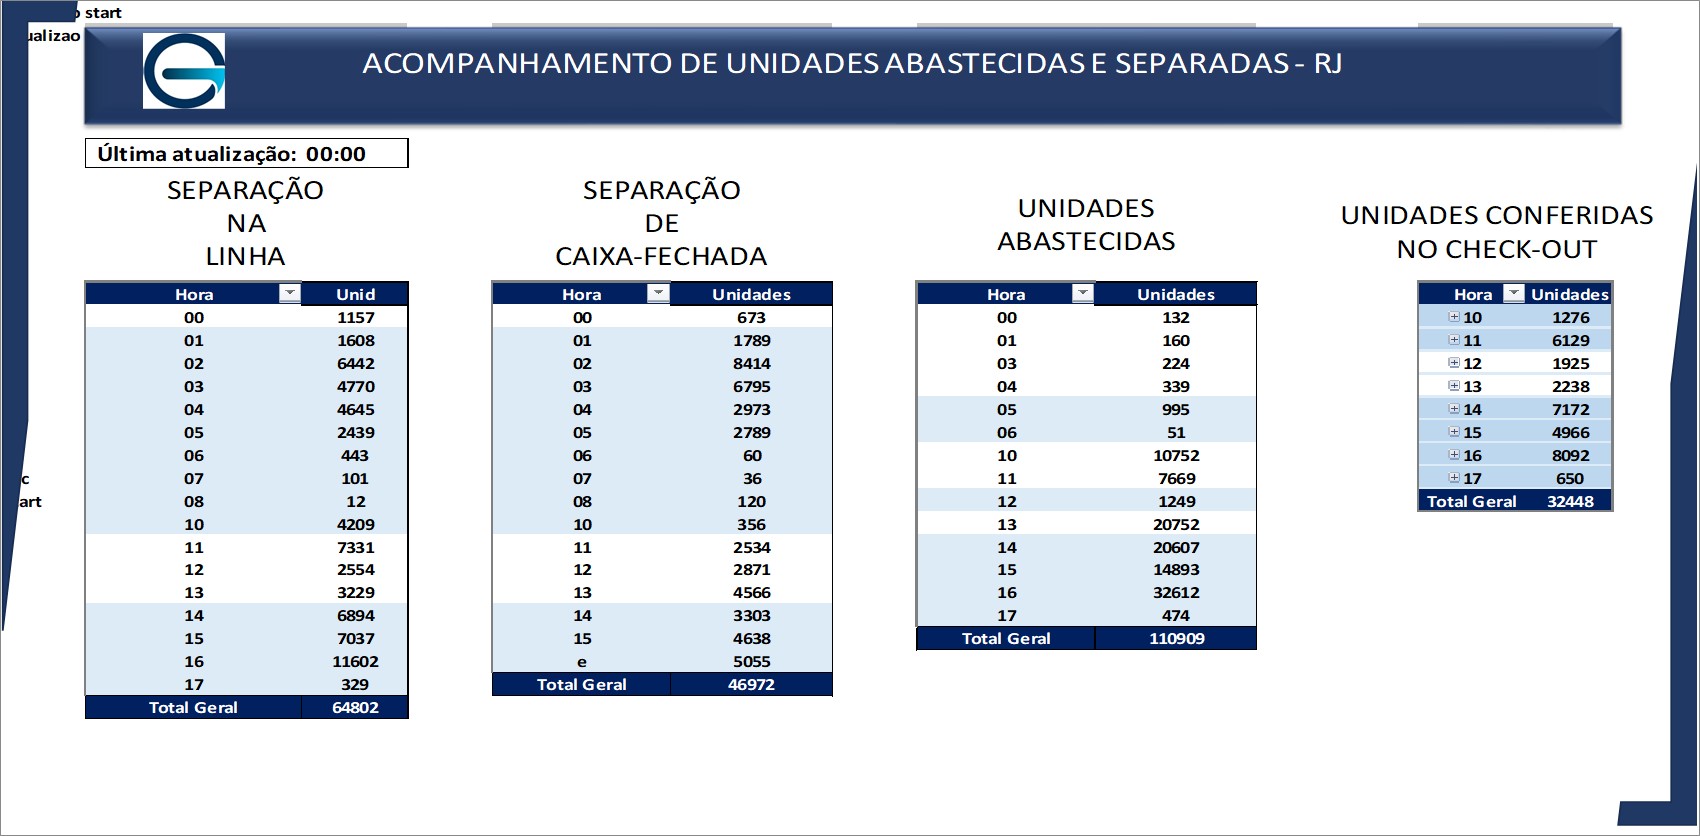 start
ualizao
ACOMPANHAMENTO DE UNIDADES ABASTECIDAS E SEPARADAS - RJ
Última atualização: 00:00
SEPARAÇÃO
NA
LINHA
Hora Unid
00 1157
01 1608
02 6442
03 4770
04 4645
05 2439
06 443
07 101
08 12
10 4209
11 7331
12 2554
13 3229
14 6894
15 7037
16 11602
17 329
Total Geral 64802
SEPARAÇÃO
DE
CAIXA-FECHADA
Hora Unidades
00 673
01 1789
02 8414
03 6795
04 2973
05 2789
06 60
07 36
08 120
10 356
11 2534
12 2871
13 4566
14 3303
15 4638
e 5055
Total Geral 46972
UNIDADES
ABASTECIDAS
Hora Unidades
00 132
01 160
03 224
04 339
05 995
06 51
10 10752
11 7669
12 1249
13 20752
14 20607
15 14893
16 32612
17 474
Total Geral 110909
UNIDADES CONFERIDAS
NO CHECK-OUT
Hora Unidades
10 1276
11 6129
12 1925
13 2238
14 7172
15 4966
16 8092
17 650
Total Geral 32448
c
art